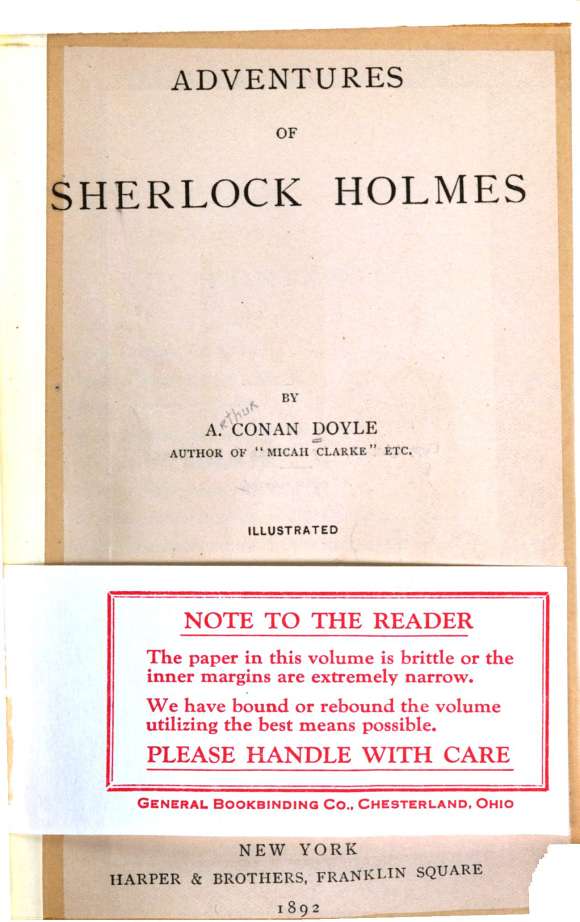 ADVENTURES
OF
SHERLOCK HOLMES
BY
A. CONAN DOYLE
rthur
AUTHOR OF "MICAH CLARKE" ETC.
ILLUSTRATED
NOTE TO THE READER
The paper in this volume is brittle or the
inner margins are extremely narrow.
We have bound or rebound the volume
utilizing the best means possible.
PLEASE HANDLE WITH CARE
GENERAL BOOKBINDING CO., CHESTERLAND, OHIO
NEW YORK
HARPER & BROTHERS, FRANKLIN SQUARE
1892